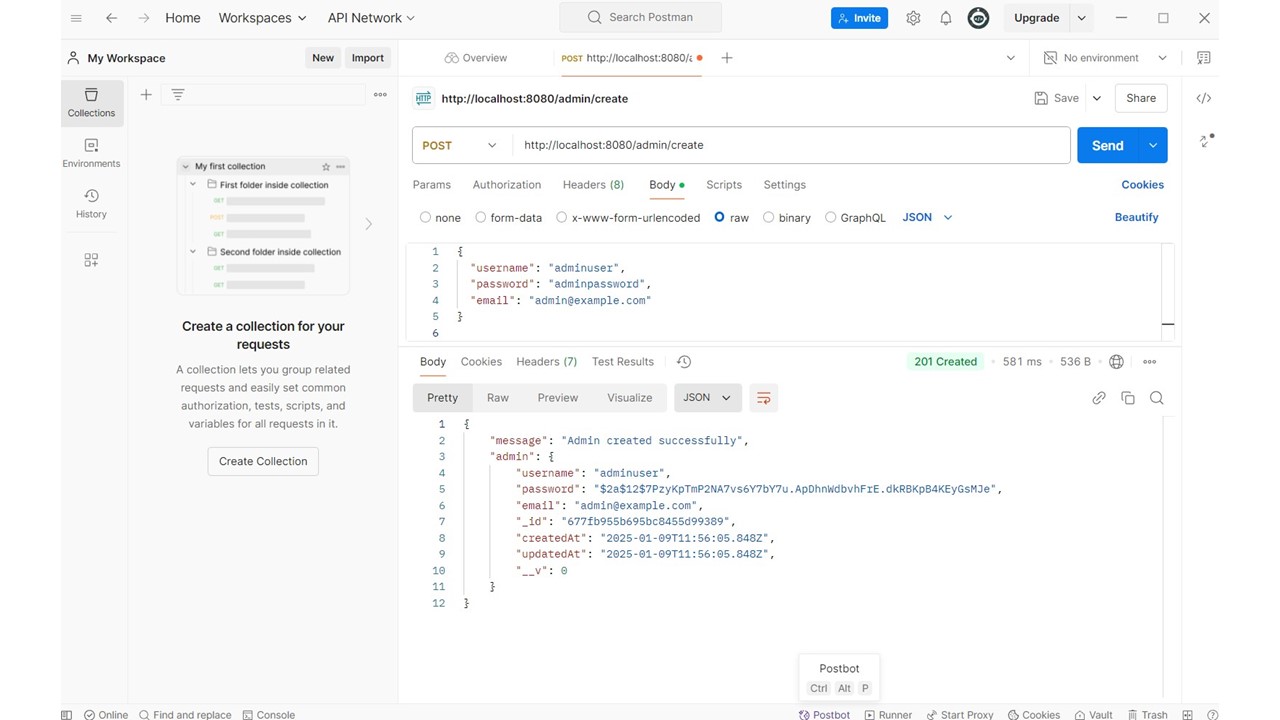 Home Workspaces API Network Search Postman Invite Upgrade
My Workspace New Import Overview POST http://localhost:8080/a No environment
Collections
Environments
History
My first collection
First folder inside collection
GET
POST
GET
Second folder inside collection
GET
GET
Create a collection for your
requests
A collection lets you group related
requests and easily set common
authorization, tests, scripts, and
variables for all requests in it.
Create Collection
HTTP http://localhost:8080/admin/create Save Share
POST http://localhost:8080/admin/create Send
Params Authorization Headers (8) Body Scripts Settings Cookies
none form-data x-www-form-urlencoded raw binary GraphQL JSON Beautify
1 {
2 "username": "adminuser",
3 "password": "adminpassword",
4 "email": "admin@example.com"
5 }
6
Body Cookies Headers (7) Test Results 201 Created 581 ms 536 B
Pretty Raw Preview Visualize JSON
1 {
2 "message": "Admin created successfully",
3 "admin": {
4 "username": "adminuser",
5 "password": "$2a$12$7PzyKpTmP2NA7vs6Y7bY7u.ApDhnWdbvhFrE.dkRBKpB4KEyGsMJe",
6 "email": "admin@example.com",
7 "_id": "677fb955b695bc8455d99389",
8 "createdAt": "2025-01-09T11:56:05.848Z",
9 "updatedAt": "2025-01-09T11:56:05.848Z",
10 "__v": 0
11 }
12 }
Postbot
Ctrl Alt P
Online Find and replace Console Postbot Runner Start Proxy Cookies Vault Trash